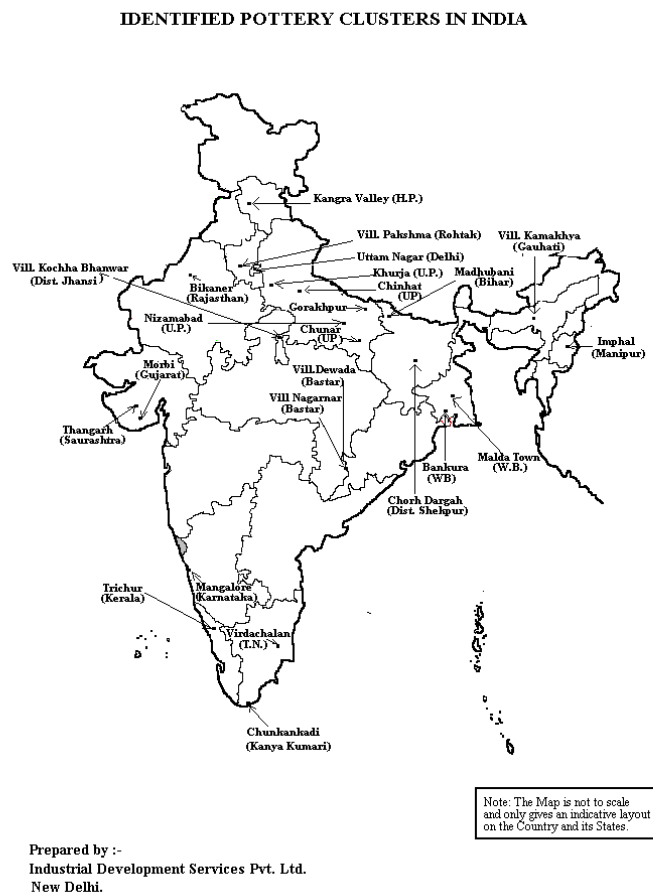 IDENTIFIED POTTERY CLUSTERS IN INDIA
Kangra Valley (H.P.)
Vill. Pakshma (Rohtak)
Vill. Kamakhya
(Gauhati)
Uttam Nagar (Delhi)
Vill. Kochha Bhanwar
(Dist. Jhansi)
Khurja (U.P.)
Madhubani
(Bihar)
Bikaner
(Rajasthan)
Chinhat
(UP)
Gorakhpur
Nizamabad
(U.P.)
Chunar
(UP)
Imphal
(Manipur)
Morbi
(Gujarat)
Vill.Dewada
(Bastar)
Vill Nagarnar
(Bastar)
Thangarh
(Saurashtra)
Bankura
(WB)
Malda Town
(W.B.)
Chorh Dargah
(Dist. Shekpur)
Trichur
(Kerala)
Mangalore
(Karnataka)
Virdachalan
(T.N.)
Chunkankadi
(Kanya Kumari)
Note: The Map is not to scale
and only gives an indicative layout
on the Country and its States.
Prepared by :-
Industrial Development Services Pvt. Ltd.
New Delhi.